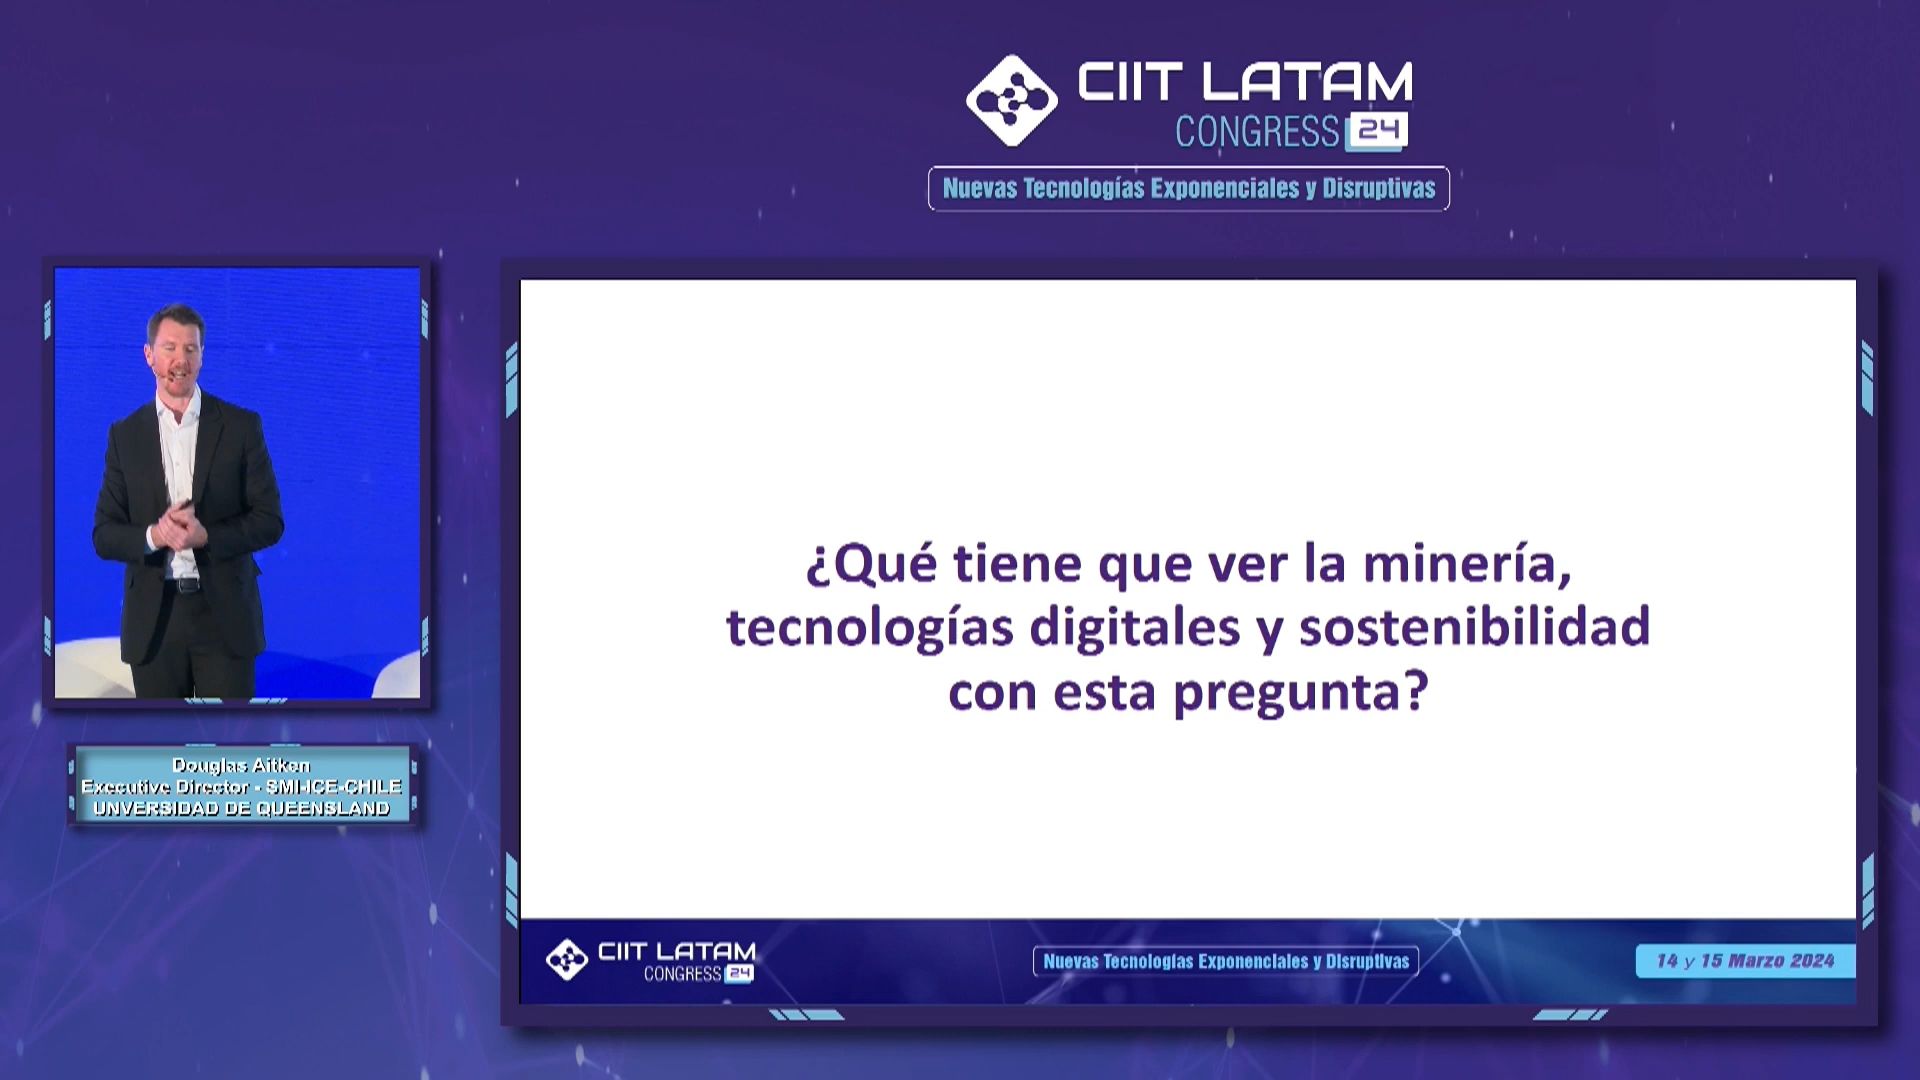 CIIT LATAM
CONGRESS 24
Nuevas Tecnologías Exponenciales y Disruptivas
Douglas Aitken
Executive Director - SMI-ICE-CHILE
UNVERSIDAD DE QUEENSLAND
¿Qué tiene que ver la minería,
tecnologías digitales y sostenibilidad
con esta pregunta?
CIIT LATAM
CONGRESS 24
Nuevas Tecnologías Exponenciales y Disruptivas
14 y 15 Marzo 2024